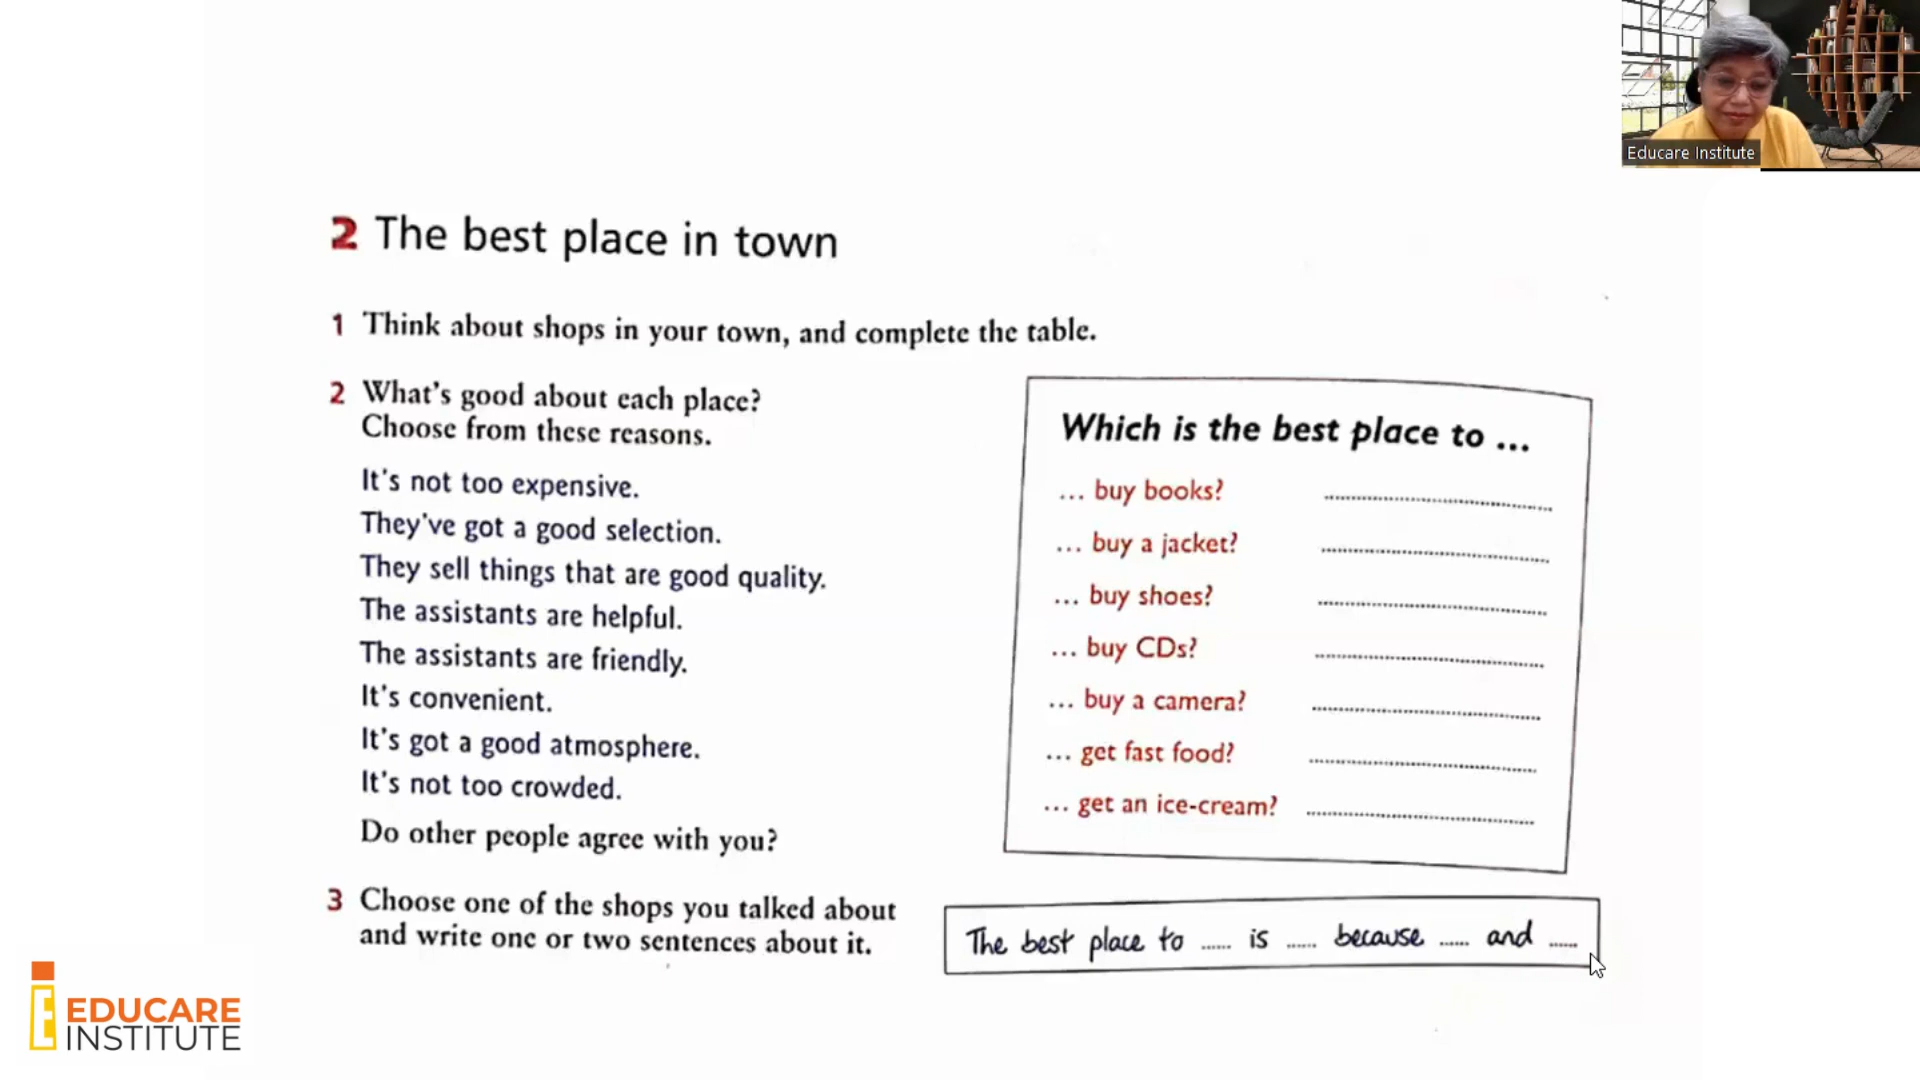 Educare Institute
2 The best place in town
1 Think about shops in your town, and complete the table.
2 What's good about each place?
Choose from these reasons.
It's not too expensive.
They've got a good selection.
They sell things that are good quality.
The assistants are helpful.
The assistants are friendly.
It's convenient.
It's got a good atmosphere.
It's not too crowded.
Do other people agree with you?
Which is the best place to ...
... buy books? ..........
... buy a jacket? ..........
... buy shoes? ..........
... buy CDs? ..........
... buy a camera? ..........
... get fast food? ..........
... get an ice-cream? ..........
3 Choose one of the shops you talked about
and write one or two sentences about it.
The best place to ...... is ...... because ...... and ......
EDUCARE
INSTITUTE